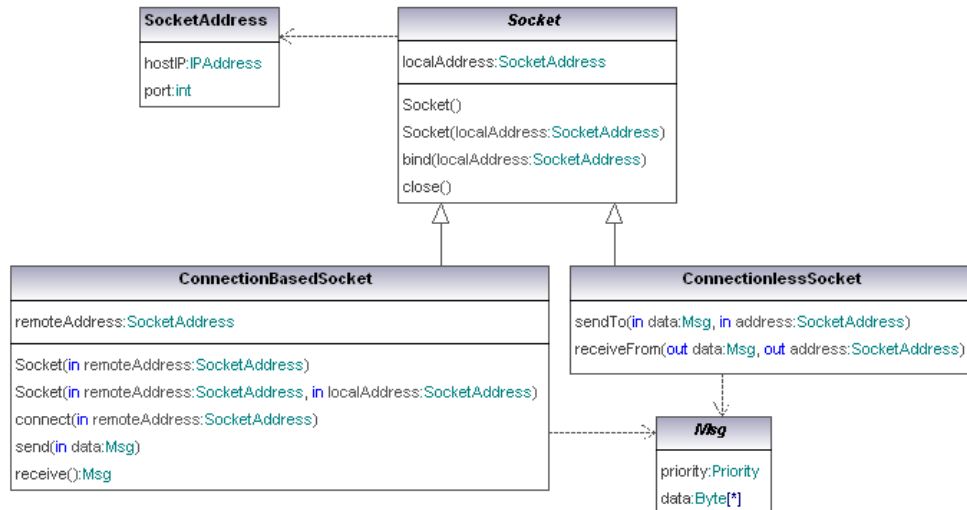 SocketAddress
hostIP:IPAddress
port:int
Socket
localAddress:SocketAddress
Socket()
Socket(localAddress:SocketAddress)
bind(localAddress:SocketAddress)
close()
ConnectionBasedSocket
remoteAddress:SocketAddress
Socket(in remoteAddress:SocketAddress)
Socket(in remoteAddress:SocketAddress, in localAddress:SocketAddress)
connect(in remoteAddress:SocketAddress)
send(in data:Msg)
receive():Msg
ConnectionlessSocket
sendTo(in data:Msg, in address:SocketAddress)
receiveFrom(out data:Msg, out address:SocketAddress)
Msg
priority:Priority
data:Byte[*]